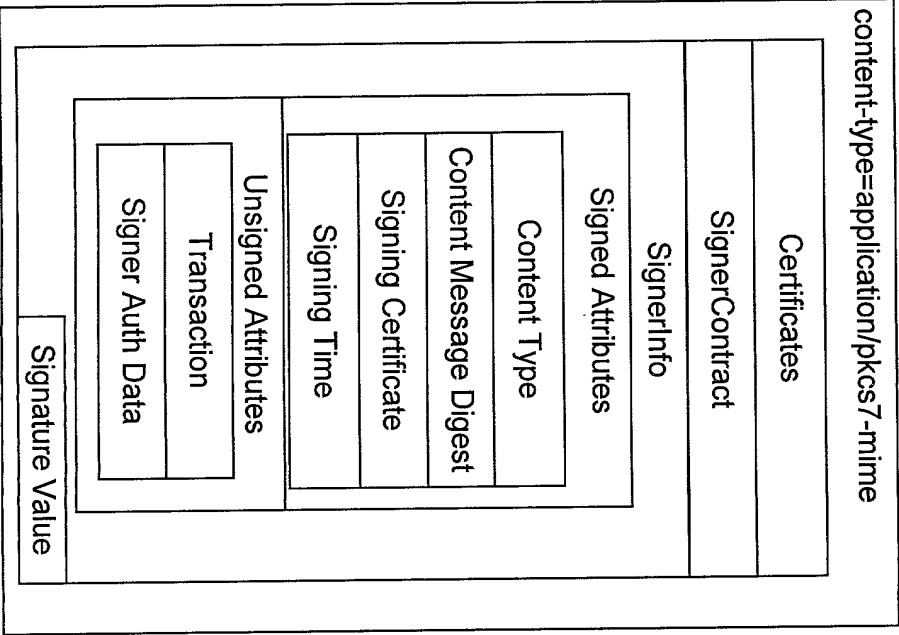 content-type=application/pkcs7-mime
Certificates
SignerContract
SignerInfo
Signed Attributes
Content Type
Content Message Digest
Signing Certificate
Signing Time
Unsigned Attributes
Transaction
Signer Auth Data
Signature Value